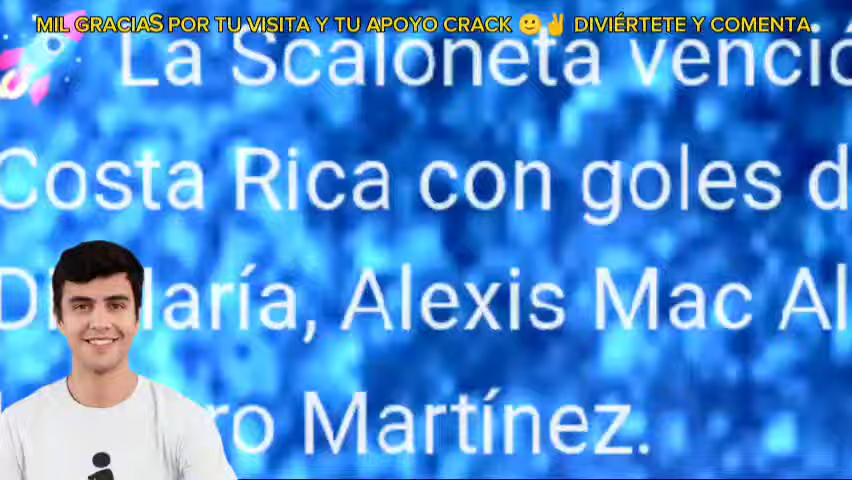 MIL GRACIAS POR TU VISITA Y TU APOYO CRACK 🙂✌️ DIVIÉRTETE Y COMENTA.
🚀 La Scaloneta venció
Costa Rica con goles d
aría, Alexis Mac Al
ro Martínez.